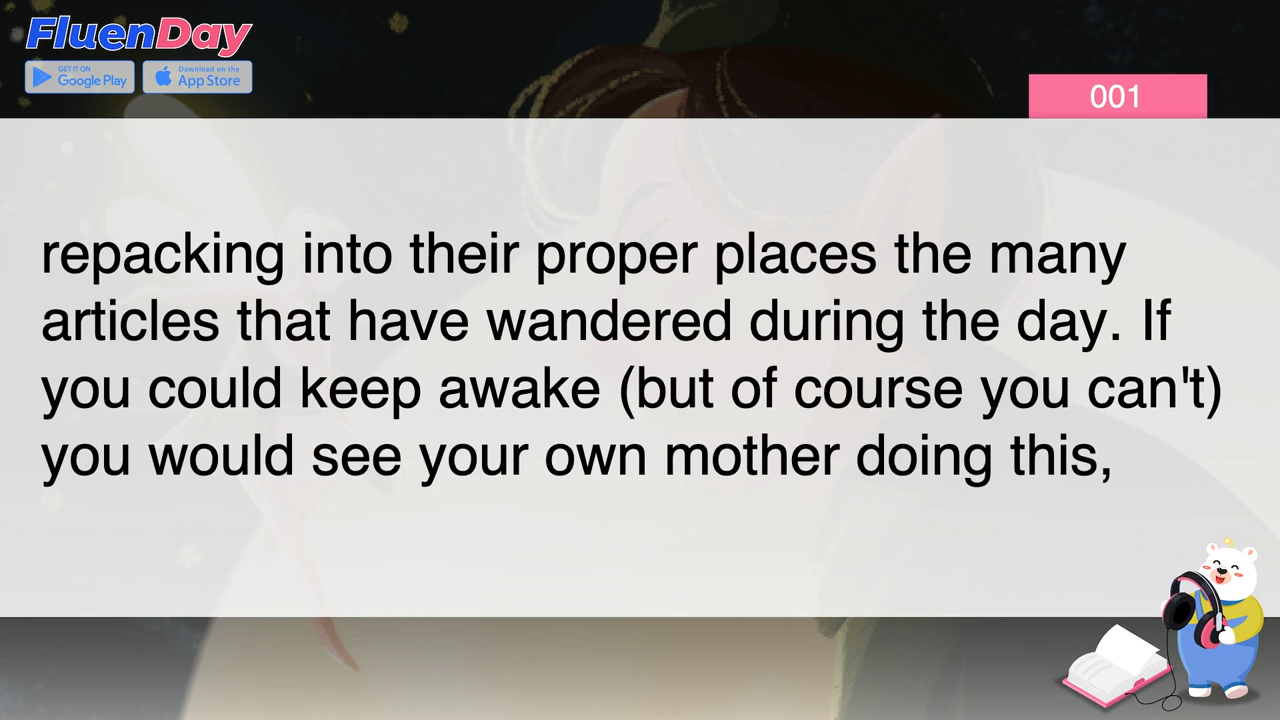 FluenDay
GET IT ON
Google Play
Download on the
App Store
001
repacking into their proper places the many
articles that have wandered during the day. If
you could keep awake (but of course you can't)
you would see your own mother doing this,